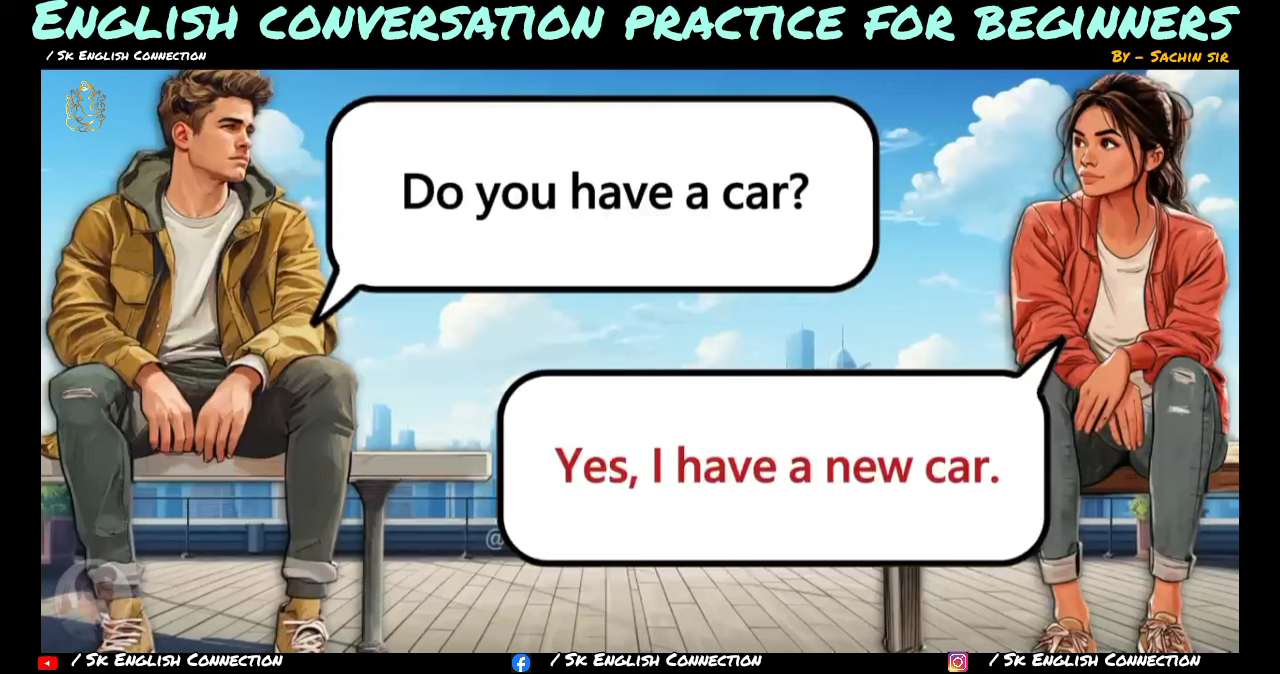 English conversation practice for beginners
/ Sk English Connection
By - Sachin sir
Do you have a car?
Yes, I have a new car.
@
/ Sk English Connection
/ Sk English Connection
/ Sk English Connection